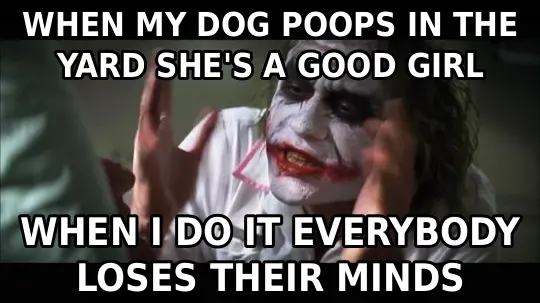 WHEN MY DOG POOPS IN THE
YARD SHE'S A GOOD GIRL
WHEN I DO IT EVERYBODY
LOSES THEIR MINDS